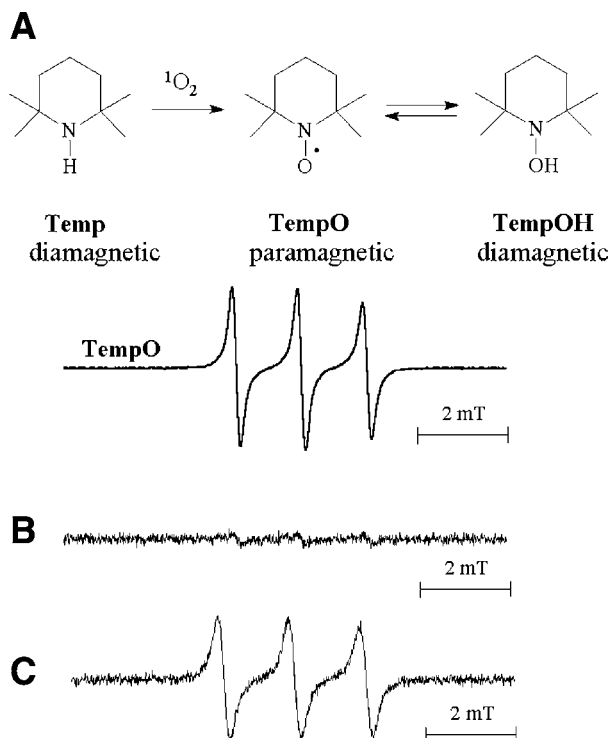 A
¹O₂
N
H
N
O
•
N
OH
Temp
diamagnetic
TempO
paramagnetic
TempOH
diamagnetic
TempO
2 mT
B
2 mT
C
2 mT